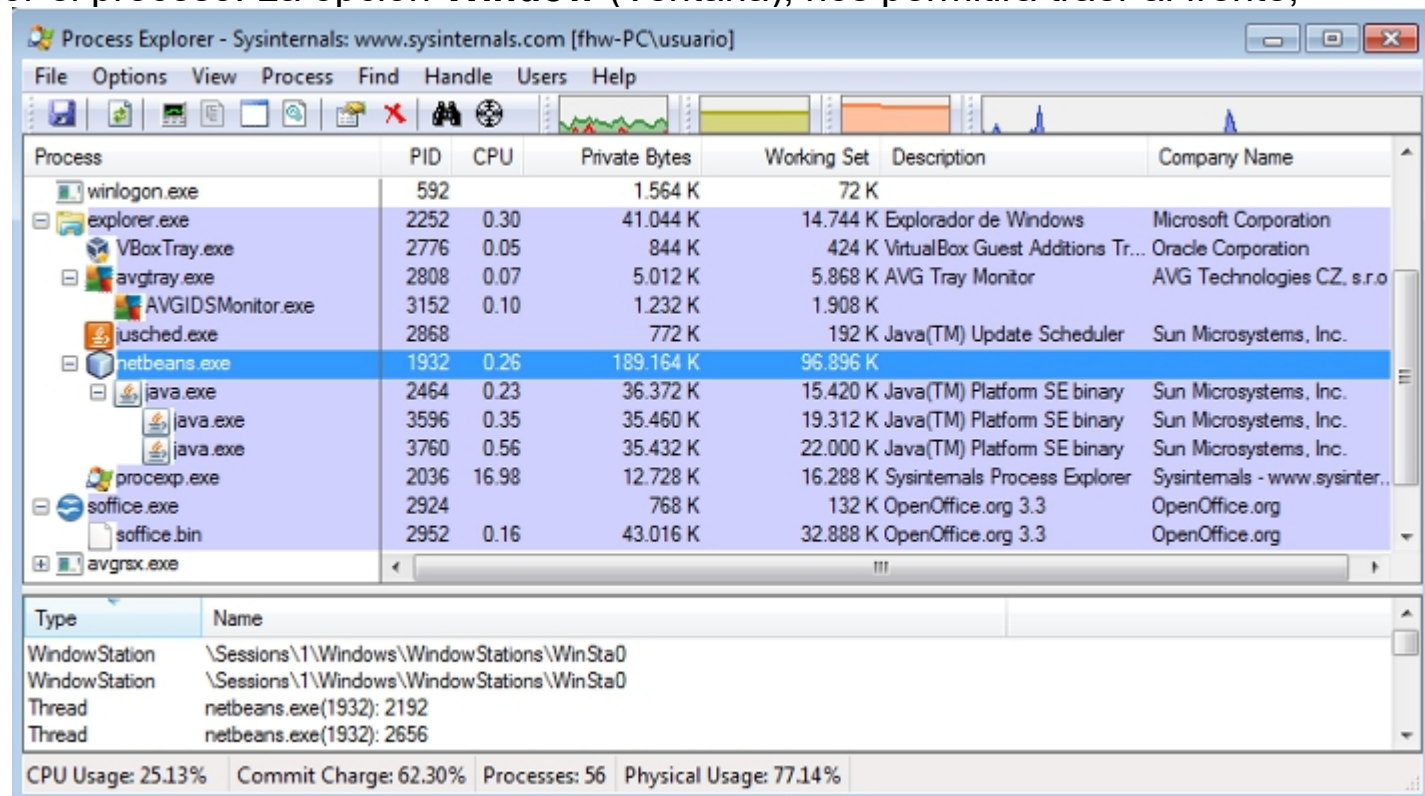 er el proceso. La opción Window (Ventana), nos permitirá traer al frente,
Process Explorer - Sysinternals: www.sysinternals.com [fhw-PC\usuario]
File Options View Process Find Handle Users Help
Process PID CPU Private Bytes Working Set Description Company Name
winlogon.exe 592 1.564 K 72 K
explorer.exe 2252 0.30 41.044 K 14.744 K Explorador de Windows Microsoft Corporation
VBoxTray.exe 2776 0.05 844 K 424 K VirtualBox Guest Additions Tr... Oracle Corporation
avgtray.exe 2808 0.07 5.012 K 5.868 K AVG Tray Monitor AVG Technologies CZ, s.r.o
AVGIDSMonitor.exe 3152 0.10 1.232 K 1.908 K
jusched.exe 2868 772 K 192 K Java(TM) Update Scheduler Sun Microsystems, Inc.
netbeans.exe 1932 0.26 189.164 K 96.896 K
java.exe 2464 0.23 36.372 K 15.420 K Java(TM) Platform SE binary Sun Microsystems, Inc.
java.exe 3596 0.35 35.460 K 19.312 K Java(TM) Platform SE binary Sun Microsystems, Inc.
java.exe 3760 0.56 35.432 K 22.000 K Java(TM) Platform SE binary Sun Microsystems, Inc.
procexp.exe 2036 16.98 12.728 K 16.288 K Sysinternals Process Explorer Sysinternals - www.sysinter...
soffice.exe 2924 768 K 132 K OpenOffice.org 3.3 OpenOffice.org
soffice.bin 2952 0.16 43.016 K 32.888 K OpenOffice.org 3.3 OpenOffice.org
avgrsx.exe
Type Name
WindowStation \Sessions\1\Windows\WindowStations\WinSta0
WindowStation \Sessions\1\Windows\WindowStations\WinSta0
Thread netbeans.exe(1932): 2192
Thread netbeans.exe(1932): 2656
CPU Usage: 25.13% Commit Charge: 62.30% Processes: 56 Physical Usage: 77.14%